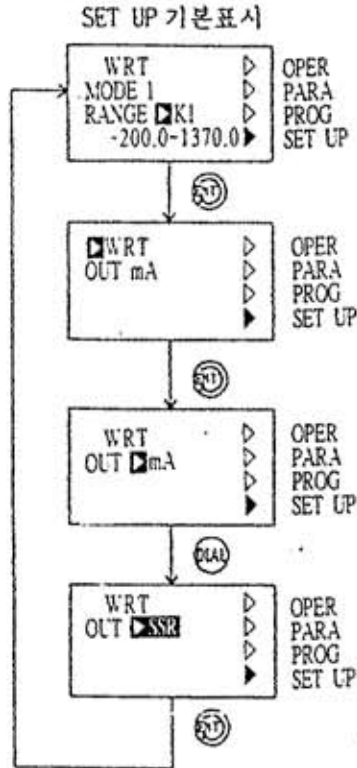 SET UP 기본표시
WRT ▷ OPER
MODE 1 ▷ PARA
RANGE ▶K1 ▷ PROG
-200.0~1370.0 ▶ SET UP
ENT
▶WRT ▷ OPER
OUT mA ▷ PARA
▷ PROG
▶ SET UP
ENT
WRT ▷ OPER
OUT ▶mA ▷ PARA
▷ PROG
▶ SET UP
DIAL
WRT ▷ OPER
OUT ▶SSR ▷ PARA
▷ PROG
▶ SET UP
ENT